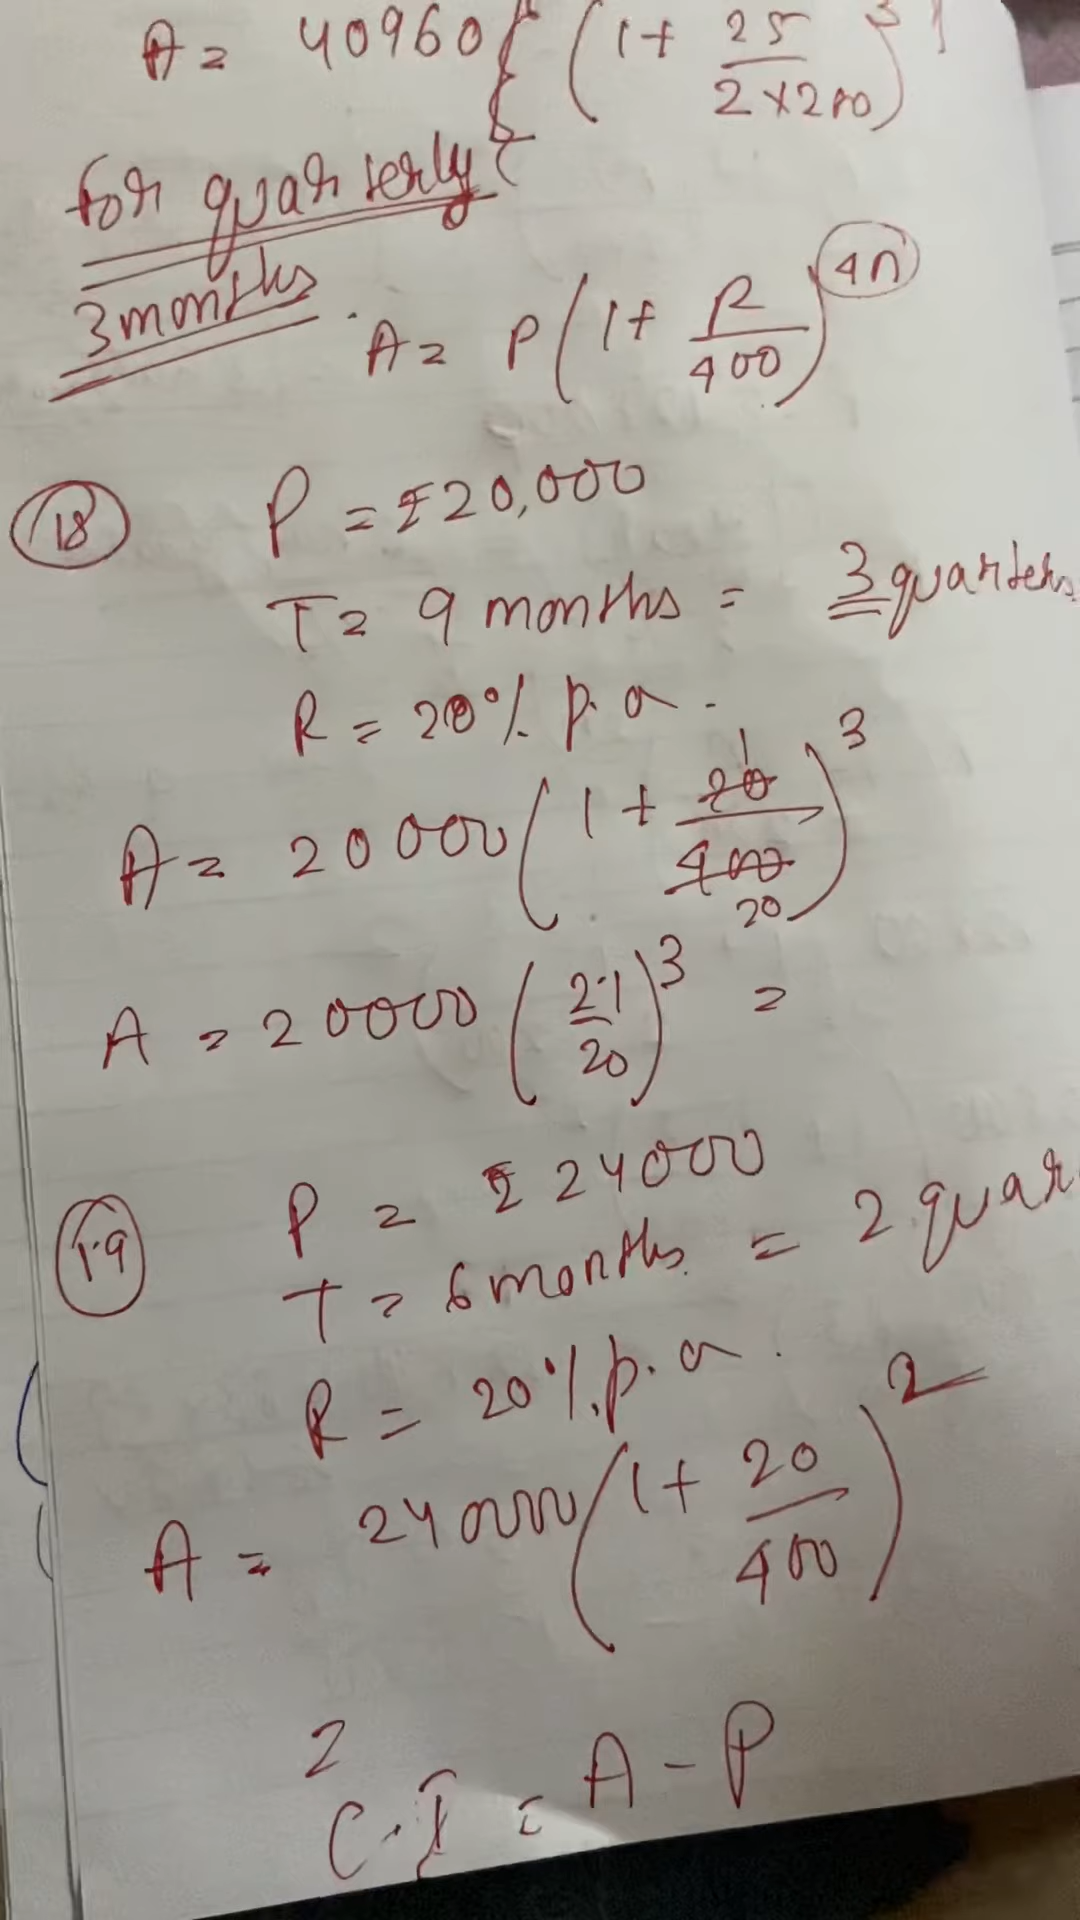 A = 40960 { ( 1 + 25 / 2 × 200 ) 3
for quarterly
3 months
A = P ( 1 + R / 400 ) 4n
18 P = ₹20,000
T = 9 months = 3 quarters
R = 20% p.a.
A = 20000 ( 1 + 20 / 400 ) 3
1
20
A = 20000 ( 21 / 20 ) 3 =
19 P = ₹24000
T = 6 months = 2 quar
R = 20% p.a.
A = 24000 ( 1 + 20 / 400 ) 2
=
C.I = A - P